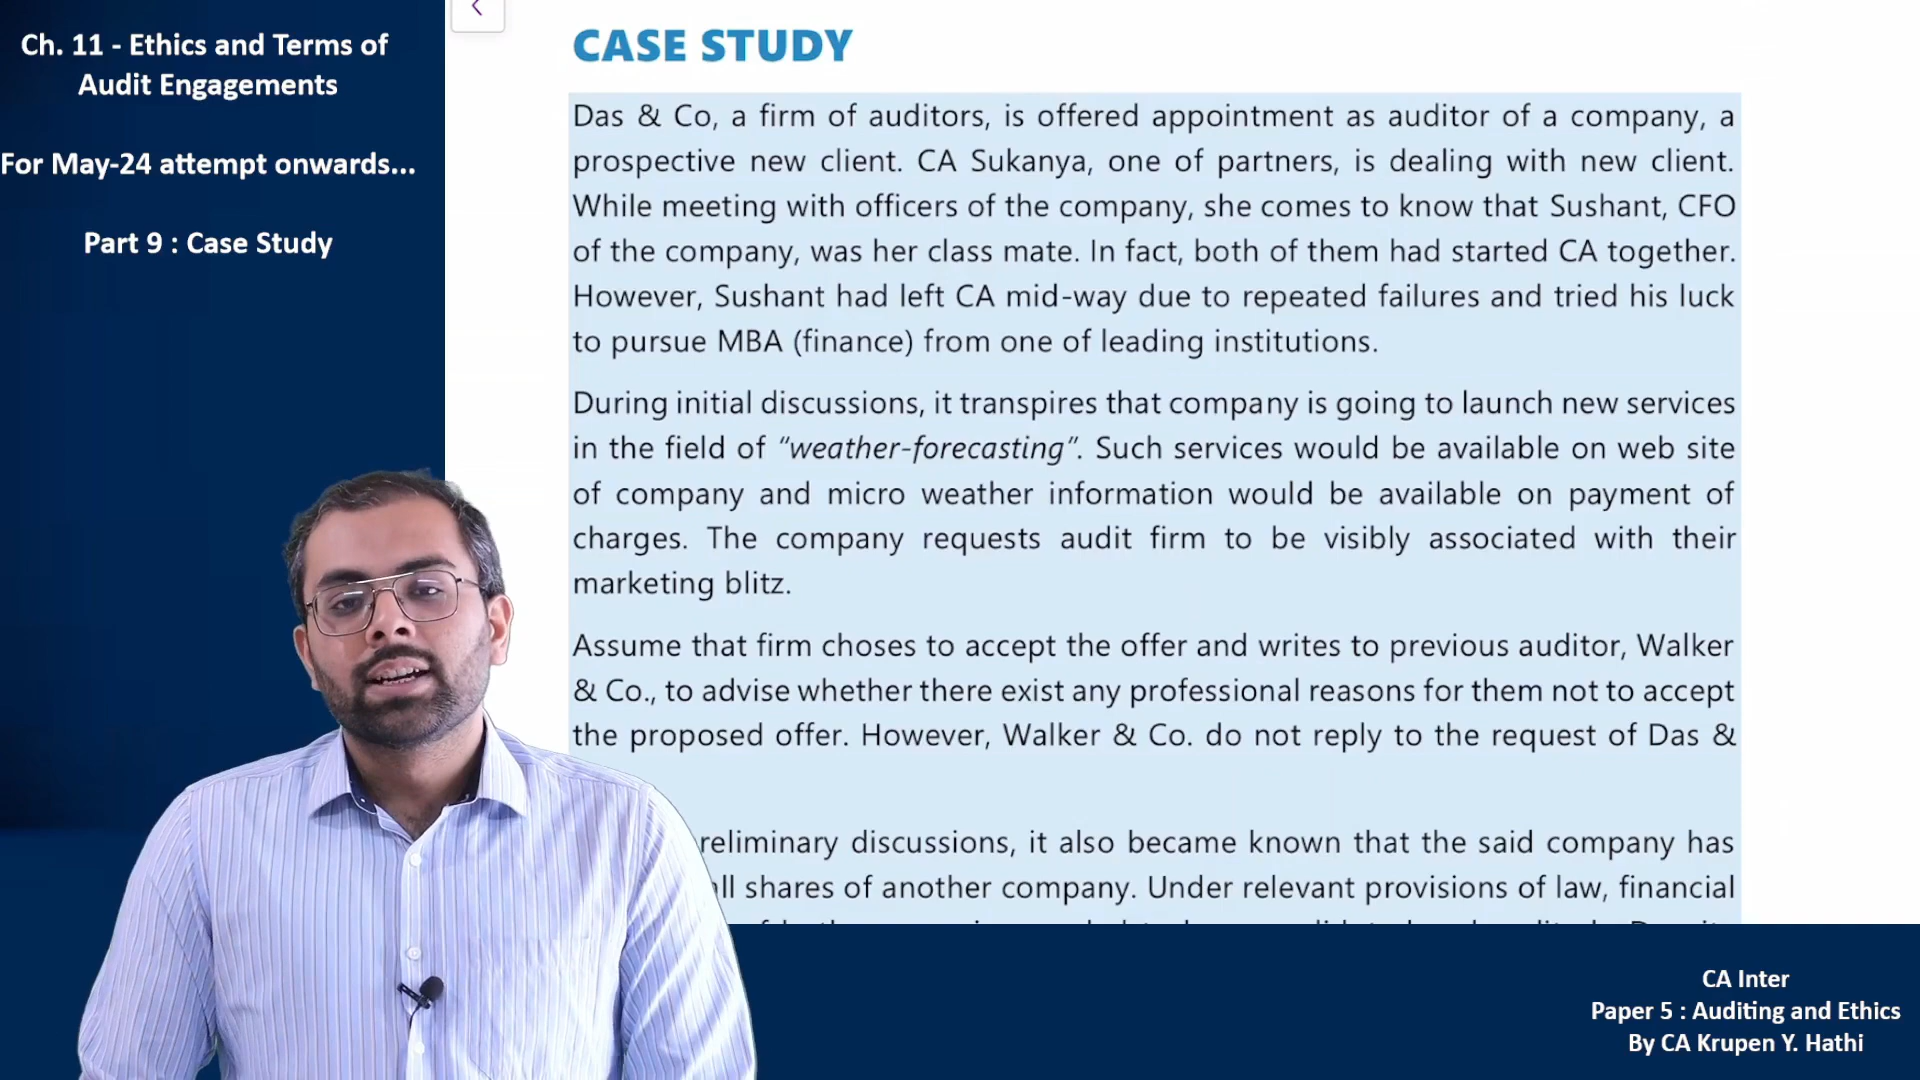 Ch. 11 - Ethics and Terms of
Audit Engagements
For May-24 attempt onwards...
Part 9 : Case Study
CASE STUDY
Das & Co, a firm of auditors, is offered appointment as auditor of a company, a
prospective new client. CA Sukanya, one of partners, is dealing with new client.
While meeting with officers of the company, she comes to know that Sushant, CFO
of the company, was her class mate. In fact, both of them had started CA together.
However, Sushant had left CA mid-way due to repeated failures and tried his luck
to pursue MBA (finance) from one of leading institutions.
During initial discussions, it transpires that company is going to launch new services
in the field of “weather-forecasting”. Such services would be available on web site
of company and micro weather information would be available on payment of
charges. The company requests audit firm to be visibly associated with their
marketing blitz.
Assume that firm choses to accept the offer and writes to previous auditor, Walker
& Co., to advise whether there exist any professional reasons for them not to accept
the proposed offer. However, Walker & Co. do not reply to the request of Das &
discussions, it also became known that the said company has
shares of another company. Under relevant provisions of law, financial
CA Inter
Paper 5 : Auditing and Ethics
By CA Krupen Y. Hathi